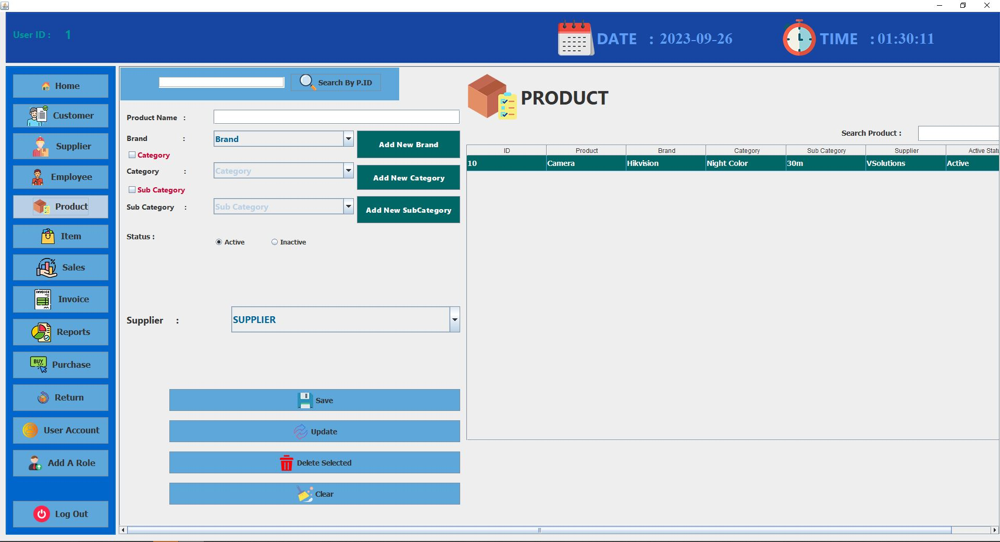 User ID :    1
DATE : 2023-09-26
TIME : 01:30:11
Home
Customer
Supplier
Employee
Product
Item
Sales
INVOICE
Invoice
Reports
BUY
Purchase
Return
User Account
Add A Role
Log Out
Search By P.ID
Product Name :
Brand : Brand
Add New Brand
Category
Category : Category
Add New Category
Sub Category
Sub Category : Sub Category
Add New SubCategory
Status : Active Inactive
Supplier : SUPPLIER
Save
Update
Delete Selected
Clear
PRODUCT
Search Product :
ID Product Brand Category Sub Category Supplier Active Statu
10 Camera Hikvision Night Color 30m VSolutions Active